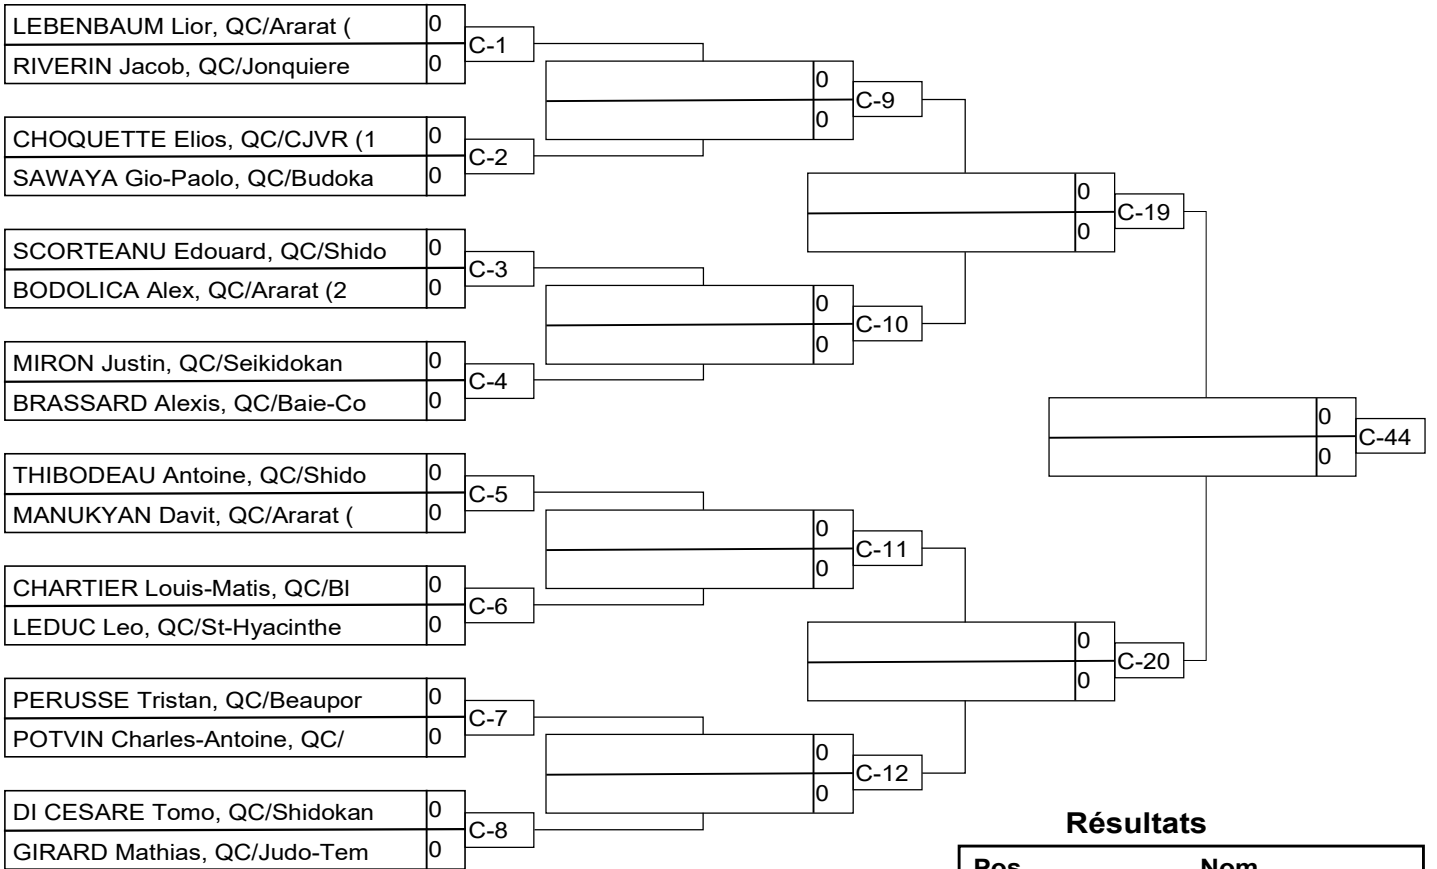 LEBENBAUM Lior, QC/Ararat ( 0
C-1
RIVERIN Jacob, QC/Jonquiere 0
0
C-9
0
CHOQUETTE Elios, QC/CJVR (1 0
C-2
SAWAYA Gio-Paolo, QC/Budoka 0
0
C-19
0
SCORTEANU Edouard, QC/Shido 0
C-3
BODOLICA Alex, QC/Ararat (2 0
0
C-10
0
MIRON Justin, QC/Seikidokan 0
C-4
BRASSARD Alexis, QC/Baie-Co 0
0
C-44
0
THIBODEAU Antoine, QC/Shido 0
C-5
MANUKYAN Davit, QC/Ararat ( 0
0
C-11
0
CHARTIER Louis-Matis, QC/Bl 0
C-6
LEDUC Leo, QC/St-Hyacinthe 0
0
C-20
0
PERUSSE Tristan, QC/Beaupor 0
C-7
POTVIN Charles-Antoine, QC/ 0
0
C-12
0
DI CESARE Tomo, QC/Shidokan 0
C-8
GIRARD Mathias, QC/Judo-Tem 0
Résultats
Pos Nom